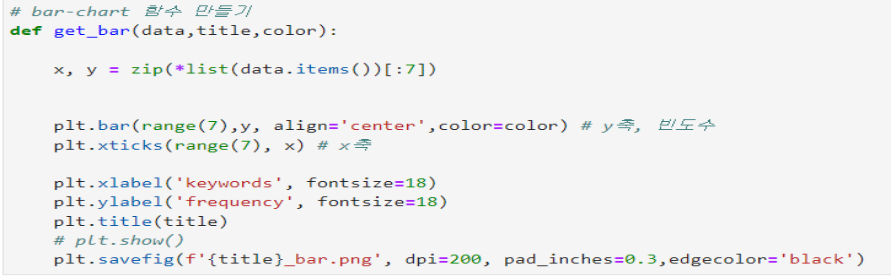 # bar-chart 함수 만들기
def get_bar(data,title,color):
    x, y = zip(*list(data.items())[:7])
    plt.bar(range(7),y, align='center',color=color) # y축, 빈도수
    plt.xticks(range(7), x) # x축
    plt.xlabel('keywords', fontsize=18)
    plt.ylabel('frequency', fontsize=18)
    plt.title(title)
    # plt.show()
    plt.savefig(f'{title}_bar.png', dpi=200, pad_inches=0.3,edgecolor='black')